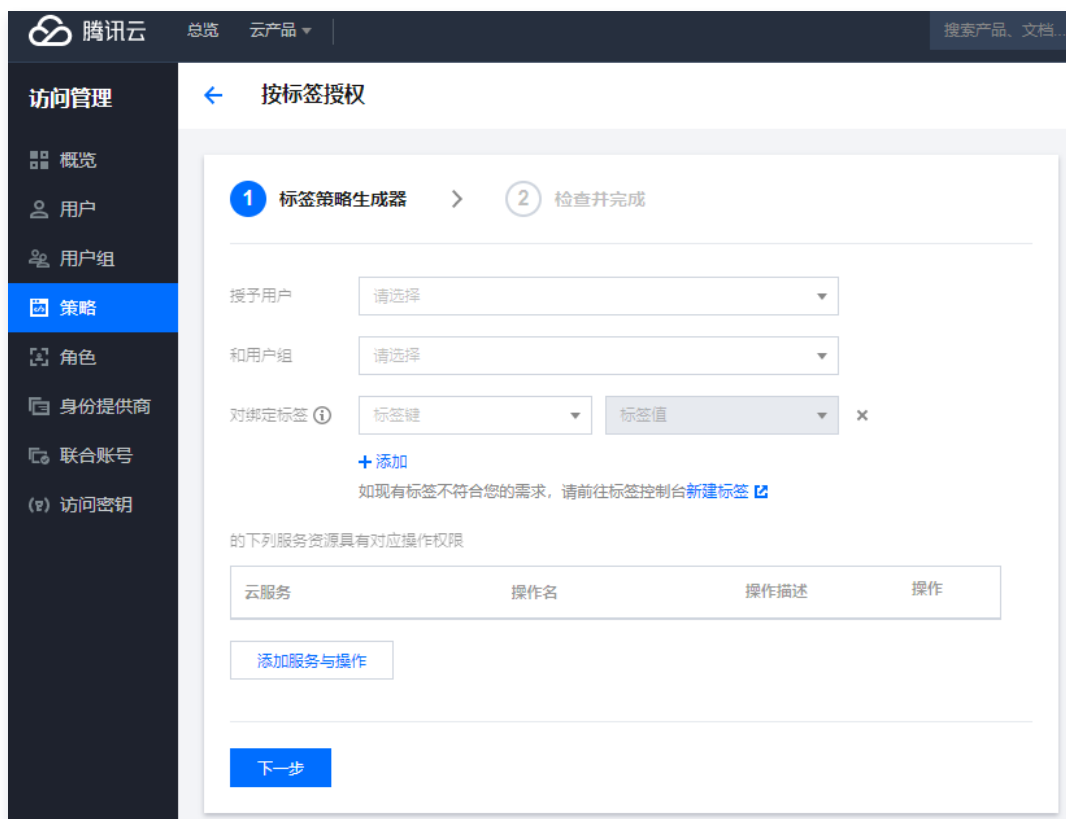 腾讯云 总览 云产品 搜索产品、文档...
访问管理
按标签授权
概览
用户
用户组
策略
角色
身份提供商
联合账号
访问密钥
1 标签策略生成器 2 检查并完成
授予用户 请选择
和用户组 请选择
对绑定标签 标签键 标签值
添加
如现有标签不符合您的需求，请前往标签控制台新建标签
的下列服务资源具有对应操作权限
云服务 操作名 操作描述 操作
添加服务与操作
下一步